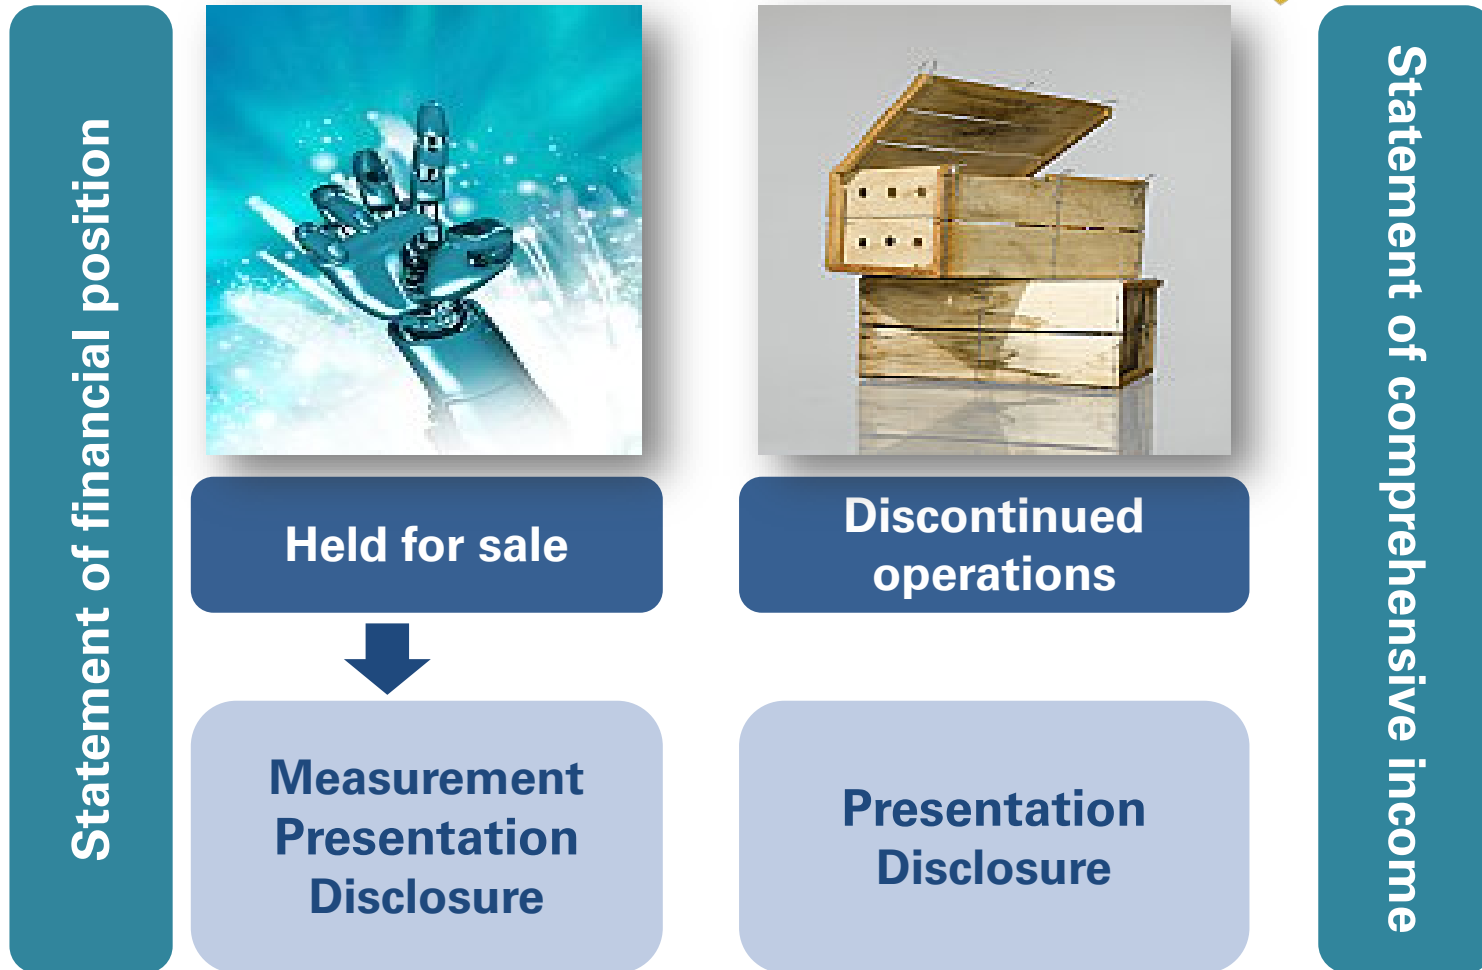 Statement of financial position
Held for sale
Measurement
Presentation
Disclosure
Discontinued
operations
Presentation
Disclosure
Statement of comprehensive income